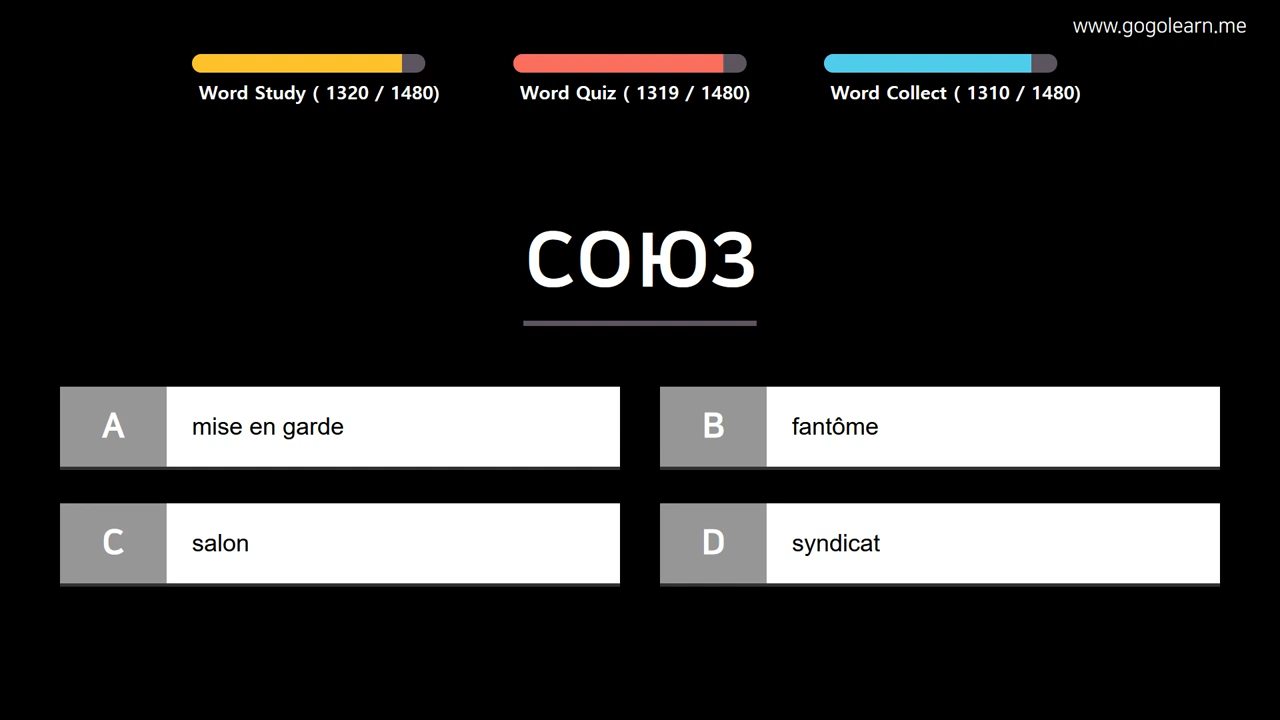 www.gogolearn.me
Word Study ( 1320 / 1480)
Word Quiz ( 1319 / 1480)
Word Collect ( 1310 / 1480)
союз
A mise en garde
B fantôme
C salon
D syndicat